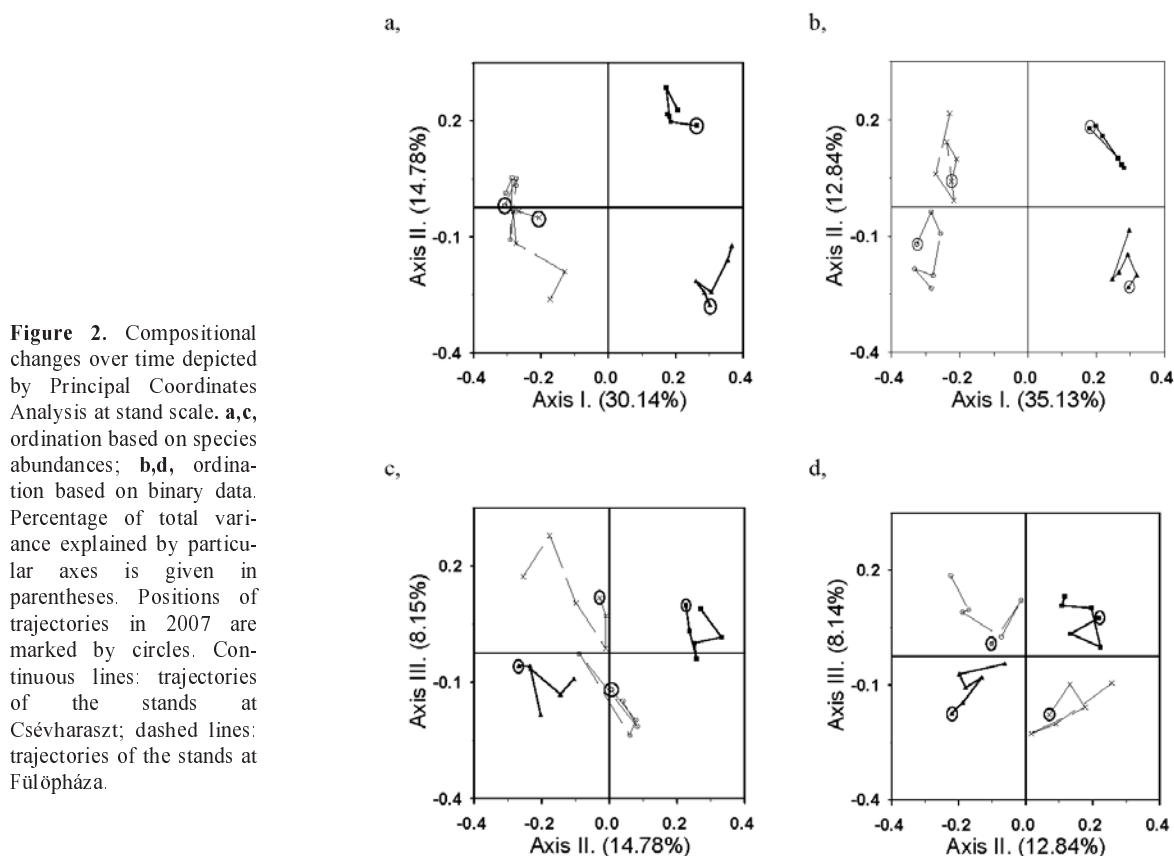 Figure 2. Compositional
changes over time depicted
by Principal Coordinates
Analysis at stand scale. a,c,
ordination based on species
abundances; b,d, ordina-
tion based on binary data.
Percentage of total vari-
ance explained by particu-
lar axes is given in
parentheses. Positions of
trajectories in 2007 are
marked by circles. Con-
tinuous lines: trajectories
of the stands at
Csévharaszt; dashed lines:
trajectories of the stands at
Fülöpháza.
a,
0.2
-0.1
-0.4
Axis II. (14.78%)
-0.4 -0.2 0.0 0.2 0.4
Axis I. (30.14%)
b,
0.2
-0.1
-0.4
Axis II. (12.84%)
-0.4 -0.2 0.0 0.2 0.4
Axis I. (35.13%)
c,
0.2
-0.1
-0.4
Axis III. (8.15%)
-0.4 -0.2 0.0 0.2 0.4
Axis II. (14.78%)
d,
0.2
-0.1
-0.4
Axis III. (8.14%)
-0.4 -0.2 0.0 0.2 0.4
Axis II. (12.84%)